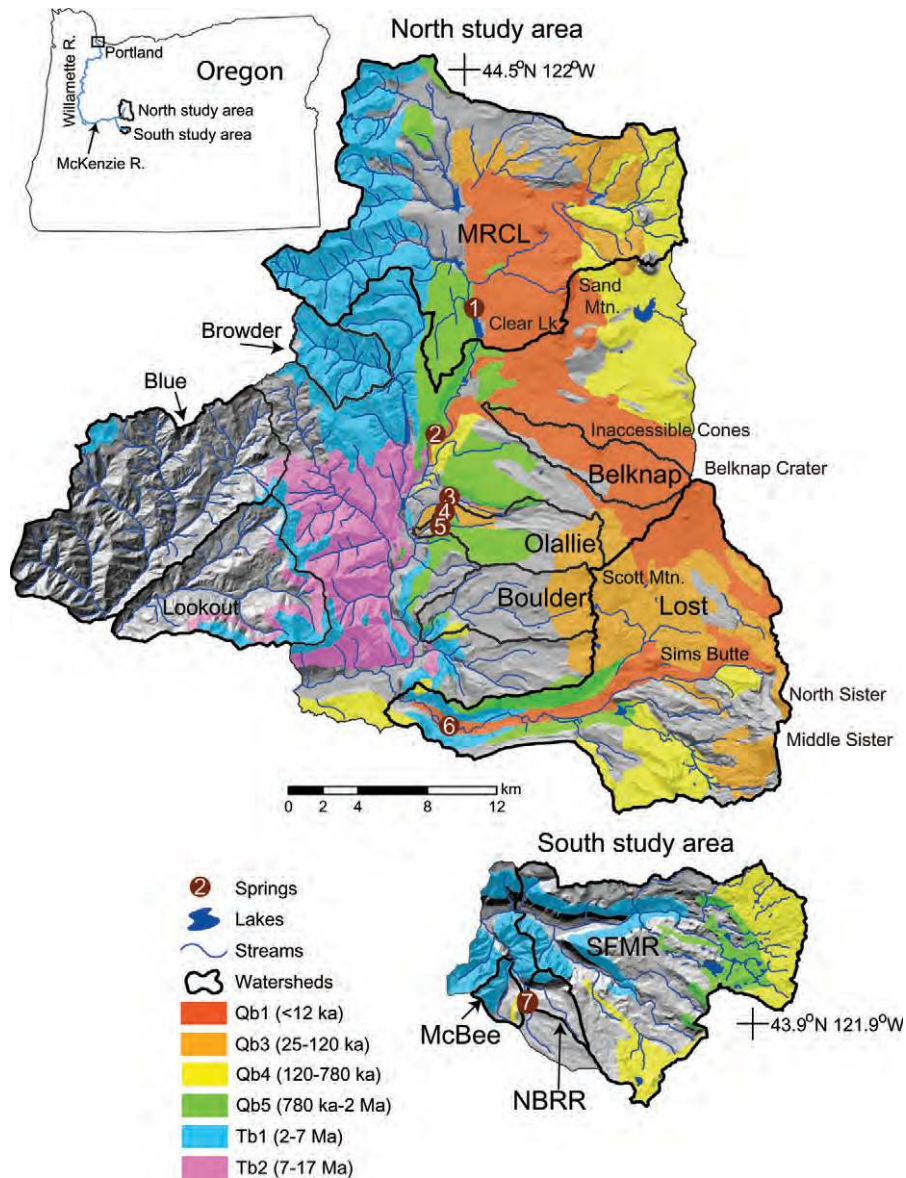 North study area
44.5°N 122°W
Willamette R.
Portland
Oregon
North study area
South study area
McKenzie R.
MRCL
Sand
Mtn.
1
Clear Lk
Browder
Blue
2
Inaccessible Cones
Belknap
Belknap Crater
3
4
5
Olallie
Scott Mtn.
Boulder
Lost
Lookout
Sims Butte
North Sister
6
Middle Sister
km
0 2 4 8 12
South study area
2 Springs
Lakes
Streams
Watersheds
Qb1 (<12 ka)
Qb3 (25-120 ka)
Qb4 (120-780 ka)
Qb5 (780 ka-2 Ma)
Tb1 (2-7 Ma)
Tb2 (7-17 Ma)
SFMR
7
McBee
43.9°N 121.9°W
NBRR